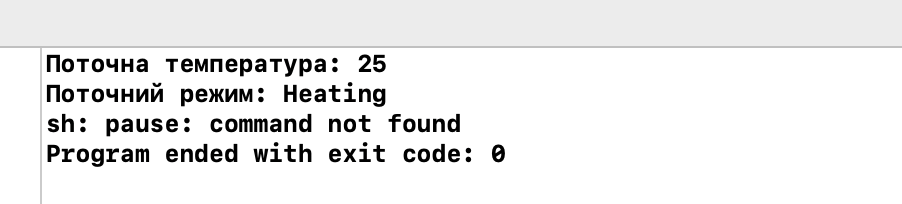 Поточна температура: 25
Поточний режим: Heating
sh: pause: command not found
Program ended with exit code: 0